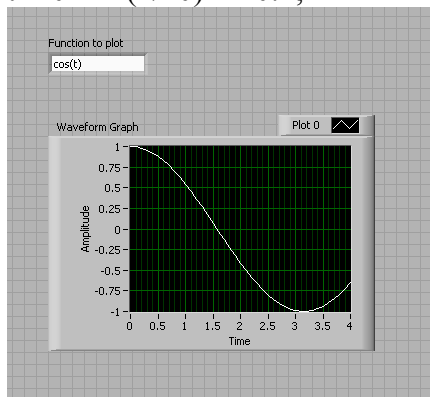 Function to plot
cos(t)
Plot 0
Waveform Graph
1
0.75
0.5
0.25
0
-0.25
-0.5
-0.75
-1
Amplitude
0 0.5 1 1.5 2 2.5 3 3.5 4
Time